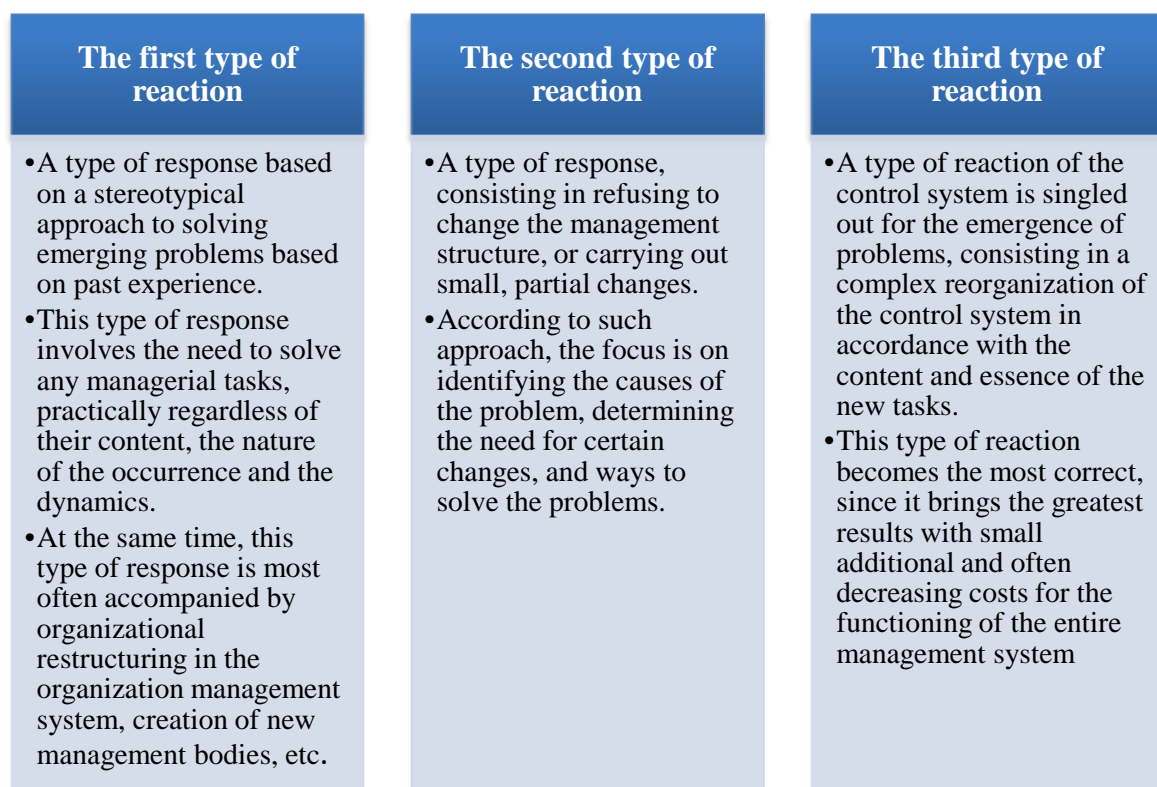 The first type of
reaction
•A type of response based
on a stereotypical
approach to solving
emerging problems based
on past experience.
•This type of response
involves the need to solve
any managerial tasks,
practically regardless of
their content, the nature
of the occurrence and the
dynamics.
•At the same time, this
type of response is most
often accompanied by
organizational
restructuring in the
organization management
system, creation of new
management bodies, etc.
The second type of
reaction
•A type of response,
consisting in refusing to
change the management
structure, or carrying out
small, partial changes.
•According to such
approach, the focus is on
identifying the causes of
the problem, determining
the need for certain
changes, and ways to
solve the problems.
The third type of
reaction
•A type of reaction of the
control system is singled
out for the emergence of
problems, consisting in a
complex reorganization of
the control system in
accordance with the
content and essence of the
new tasks.
•This type of reaction
becomes the most correct,
since it brings the greatest
results with small
additional and often
decreasing costs for the
functioning of the entire
management system